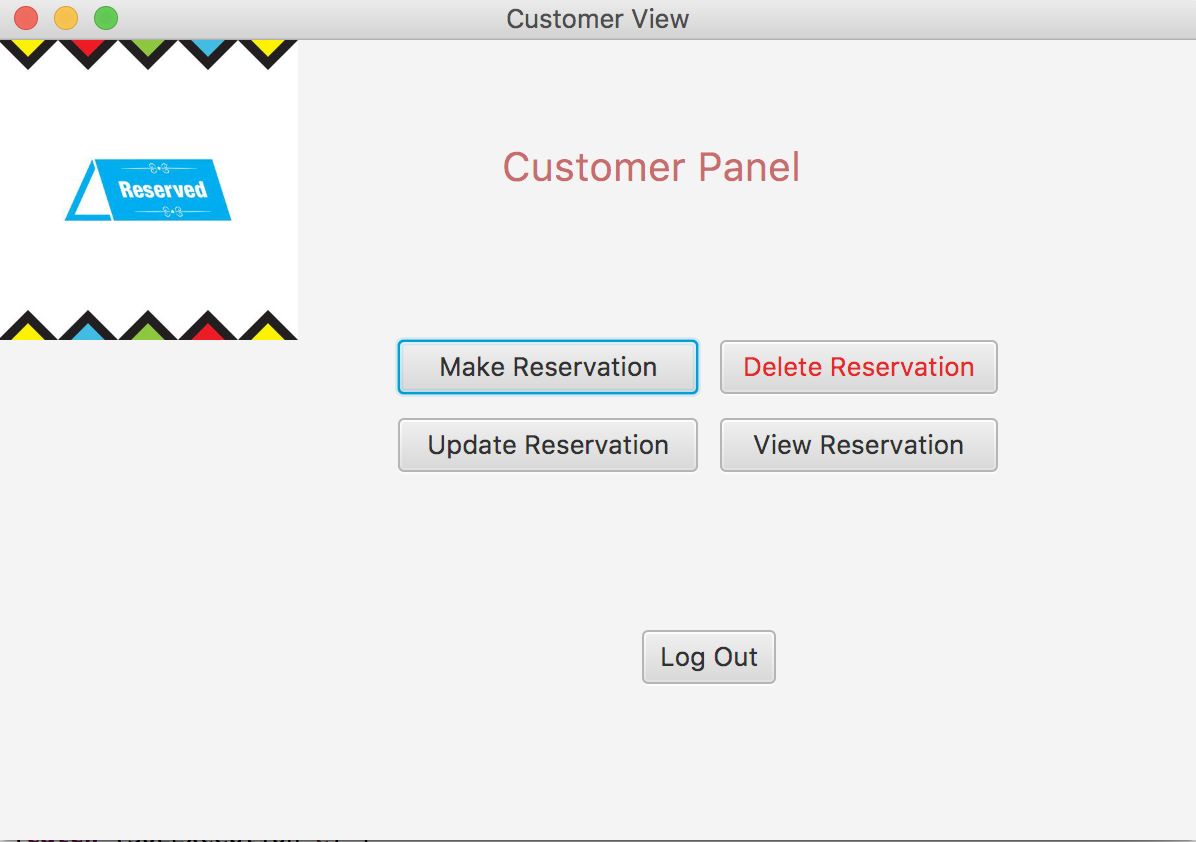 Customer View
Reserved
Customer Panel
Make Reservation
Delete Reservation
Update Reservation
View Reservation
Log Out